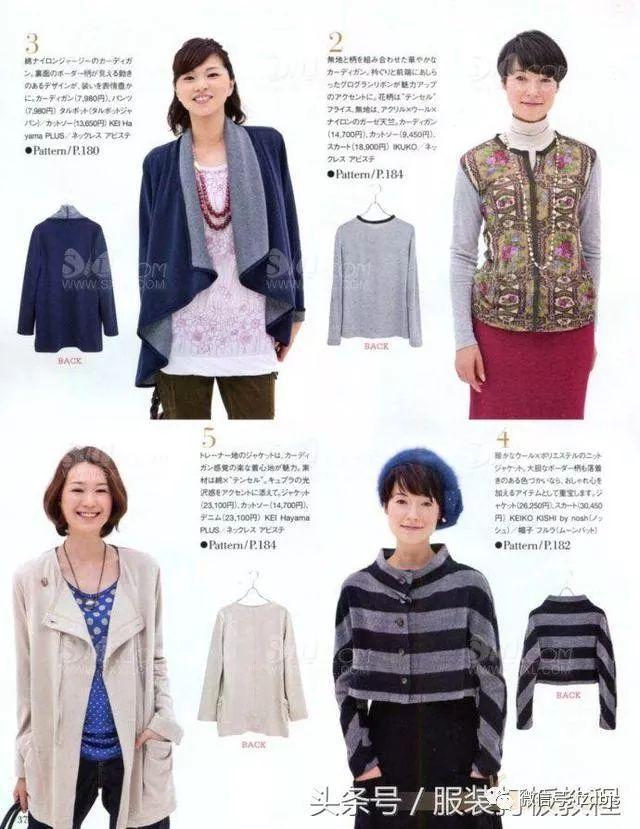 3
綿ナイロンジャージーのカーディガ
ン。裏面のボーダー柄が見える動き
のあるデザインが、装いを表情豊か
に。カーディガン(7,980円)、パンツ
(7,980円) タルボット(タルボットジャ
パン)/カットソー(13,650円) KEI Ha
yama PLUS/ネックレス アビステ
●Pattern/P.180
BACK
2
無地と柄を組み合わせた華やかな
カーディガン。衿ぐりと前端にあしら
ったグログランリボンが魅力アップ
のアクセントに。花柄は“テンセル”
フライス、無地は、アクリル×ウール×
ナイロンのガーゼ天竺。カーディガン
(14,700円)、カットソー(9,450円)、
スカート(18,900円) IKUKO/ネッ
クレス アビステ
●Pattern/P.184
BACK
5
トレーナー地のジャケットは、カーディ
ガン感覚の楽な着心地が魅力。素
材は綿×“テンセル”。キュプラの光
沢感をアクセントに添えて。ジャケット
(23,100円)、カットソー(14,700円)、
デニム(23,100円) KEI Hayama
PLUS/ネックレス アビステ
●Pattern/P.184
BACK
4
暖かなウール×ポリエステルのニット
ジャケット。大胆なボーダー柄も落着
きのある色づかいなら、おしゃれ心を
加えるアイテムとして重宝します。ジ
ャケット(26,250円)、スカート(30,450
円) KEIKO KISHI by nosh(ノッ
シュ)/帽子 フルラ(ムーンバット)
●Pattern/P.182
BACK
37
头条号 / 服装